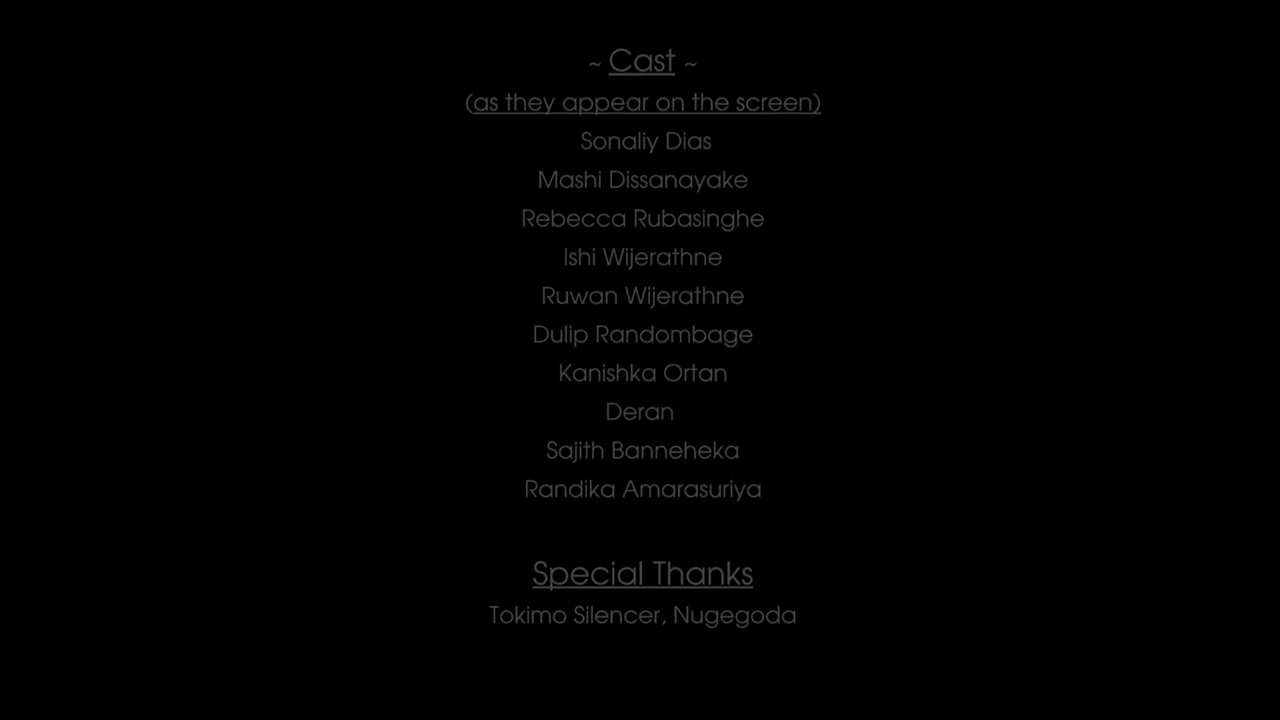 ~ Cast ~
(as they appear on the screen)
Sonaliy Dias
Mashi Dissanayake
Rebecca Rubasinghe
Ishi Wijerathne
Ruwan Wijerathne
Dulip Randombage
Kanishka Ortan
Deran
Sajith Banneheka
Randika Amarasuriya
Special Thanks
Tokimo Silencer, Nugegoda